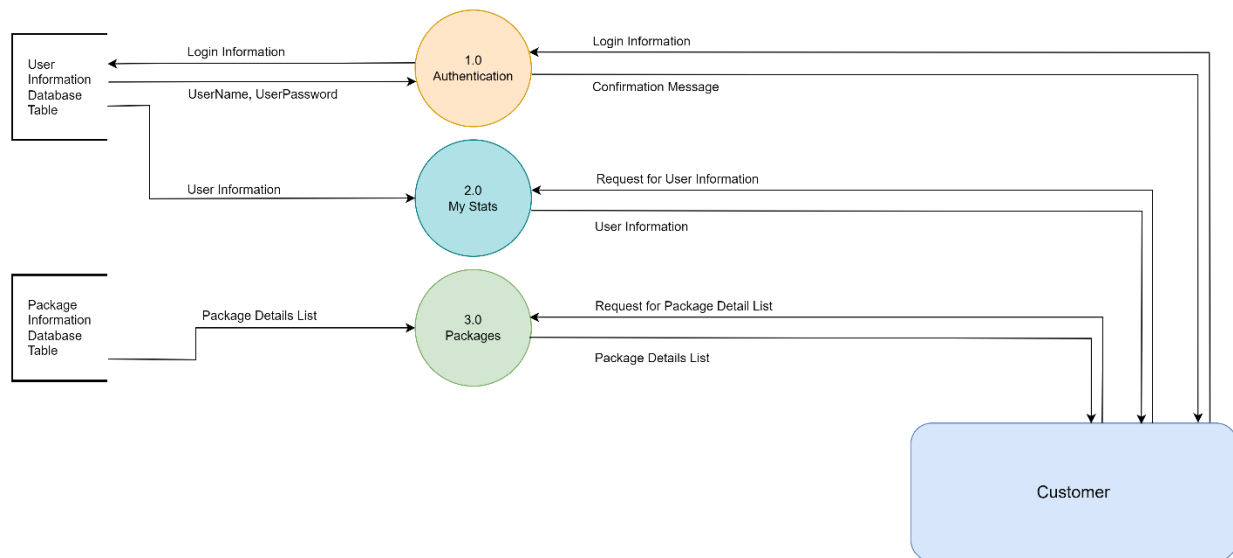 User
Information
Database
Table
Login Information
UserName, UserPassword
1.0
Authentication
Login Information
Confirmation Message
User Information
2.0
My Stats
Request for User Information
User Information
Package
Information
Database
Table
Package Details List
3.0
Packages
Request for Package Detail List
Package Details List
Customer